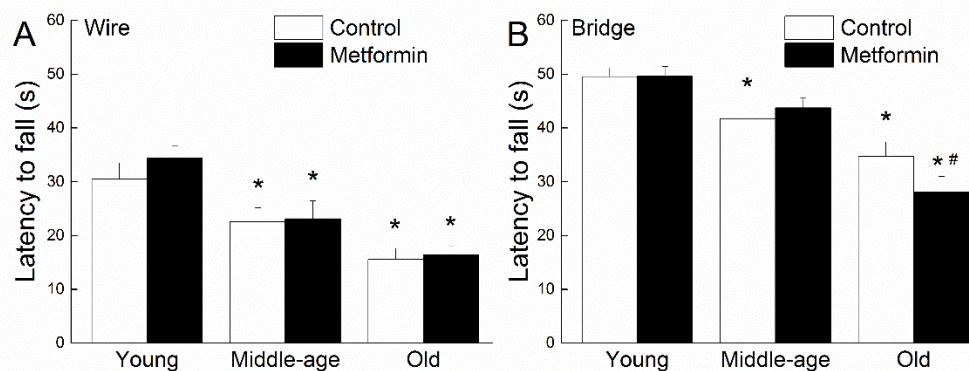 A Wire
Control
Metformin
Latency to fall (s)
60
50
40
30
20
10
0
* * * *
Young Middle-age Old
B Bridge
Control
Metformin
Latency to fall (s)
60
50
40
30
20
10
0
* * *#
Young Middle-age Old